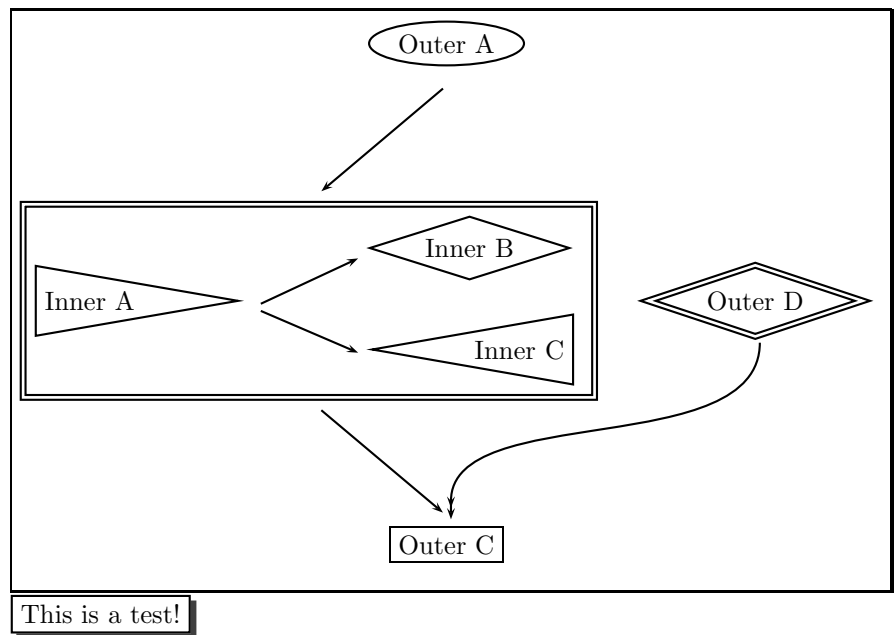 Outer A
Inner B
Inner A
Outer D
Inner C
Outer C
This is a test!